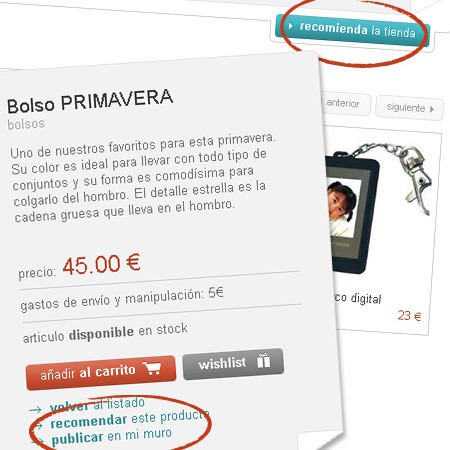 recomienda la tienda
anterior
siguiente
Bolso PRIMAVERA
bolsos
Uno de nuestros favoritos para esta primavera.
Su color es ideal para llevar con todo tipo de
conjuntos y su forma es comodísima para
colgarlo del hombro. El detalle estrella es la
cadena gruesa que lleva en el hombro.
precio: 45.00 €
gastos de envío y manipulación: 5€
articulo disponible en stock
añadir al carrito
wishlist
volver al listado
recomendar este producto
publicar en mi muro
digital
23 €